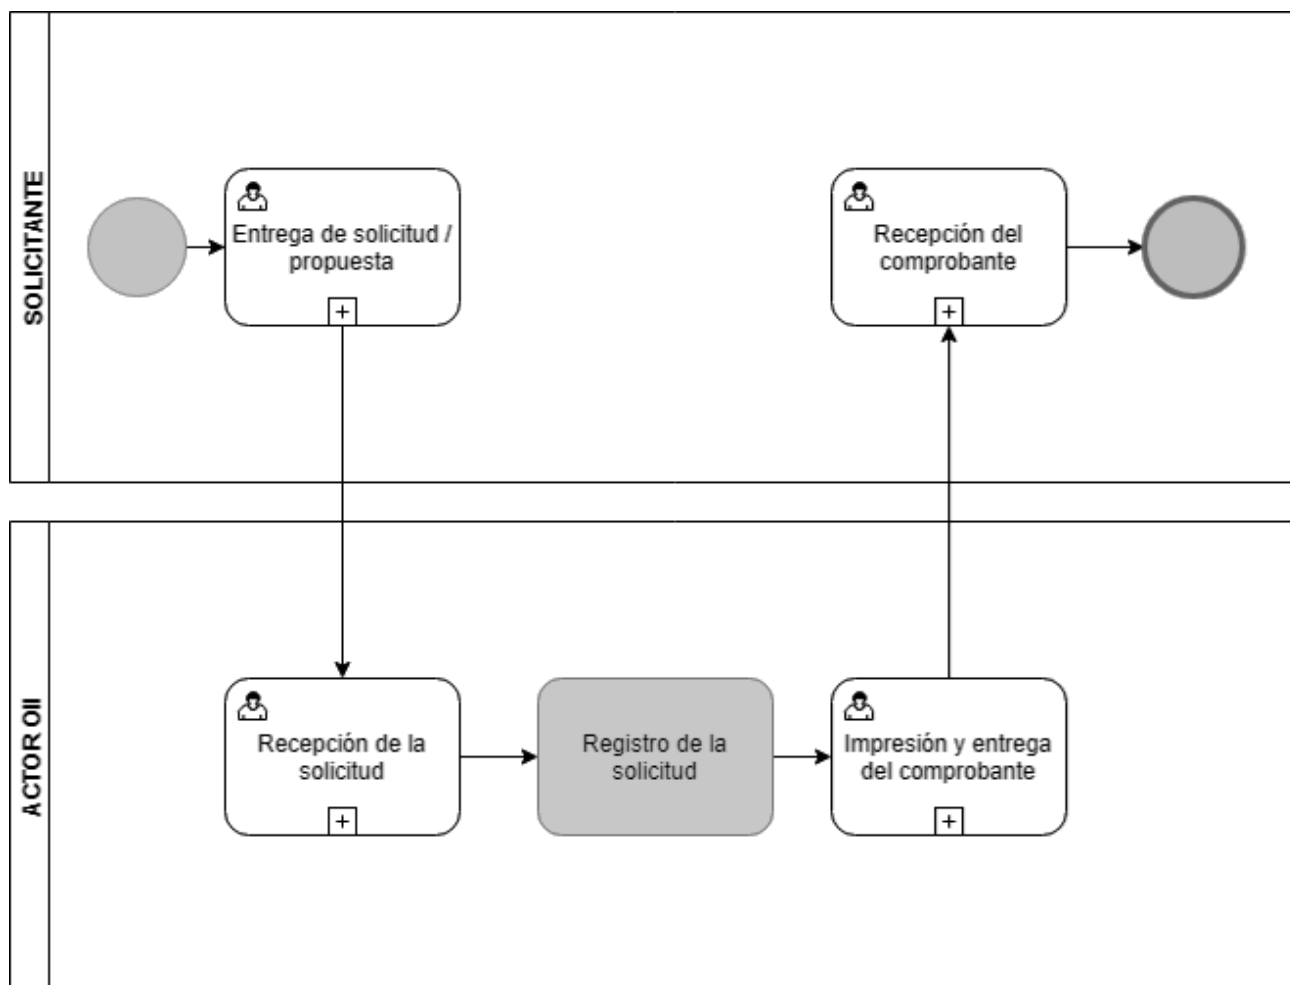 SOLICITANTE
Entrega de solicitud /
propuesta
Recepción del
comprobante
ACTOR OII
Recepción de la
solicitud
Registro de la
solicitud
Impresión y entrega
del comprobante